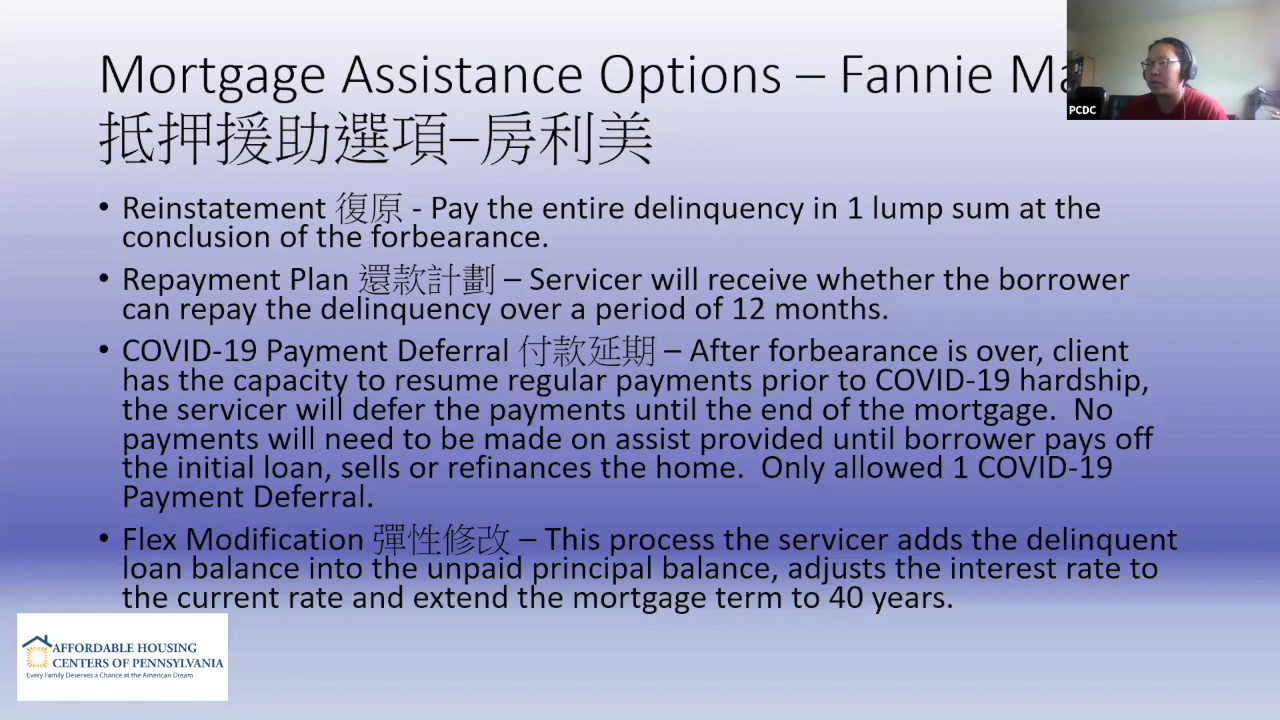 Mortgage Assistance Options – Fannie Ma
抵押援助選項–房利美
• Reinstatement 復原 - Pay the entire delinquency in 1 lump sum at the
conclusion of the forbearance.
• Repayment Plan 還款計劃 – Servicer will receive whether the borrower
can repay the delinquency over a period of 12 months.
• COVID-19 Payment Deferral 付款延期 – After forbearance is over, client
has the capacity to resume regular payments prior to COVID-19 hardship,
the servicer will defer the payments until the end of the mortgage.  No
payments will need to be made on assist provided until borrower pays off
the initial loan, sells or refinances the home.  Only allowed 1 COVID-19
Payment Deferral.
• Flex Modification 彈性修改 – This process the servicer adds the delinquent
loan balance into the unpaid principal balance, adjusts the interest rate to
the current rate and extend the mortgage term to 40 years.
PCDC
AFFORDABLE HOUSING
CENTERS OF PENNSYLVANIA
Every Family Deserves a Chance at the American Dream